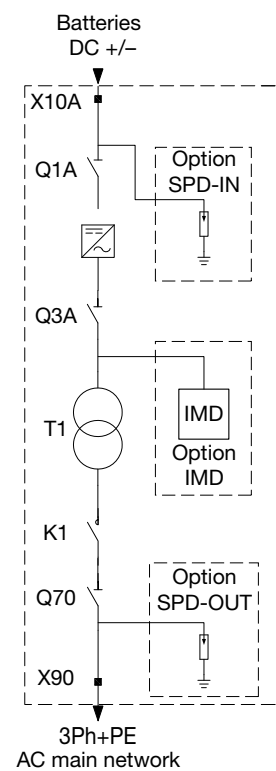 Batteries
DC +/–
X10A
Option
SPD-IN
Q1A
Q3A
T1
IMD
Option
IMD
K1
Option
SPD-OUT
Q70
X90
3Ph+PE
AC main network